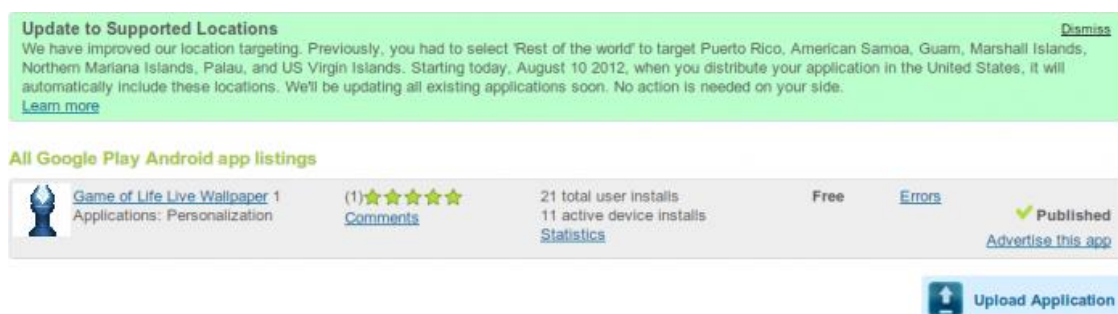 Update to Supported Locations
Dismiss
We have improved our location targeting. Previously, you had to select 'Rest of the world' to target Puerto Rico, American Samoa, Guam, Marshall Islands,
Northern Mariana Islands, Palau, and US Virgin Islands. Starting today, August 10 2012, when you distribute your application in the United States, it will
automatically include these locations. We'll be updating all existing applications soon. No action is needed on your side.
Learn more
All Google Play Android app listings
Game of Life Live Wallpaper 1
Applications: Personalization
(1)
Comments
21 total user installs
11 active device installs
Statistics
Free
Errors
Published
Advertise this app
Upload Application